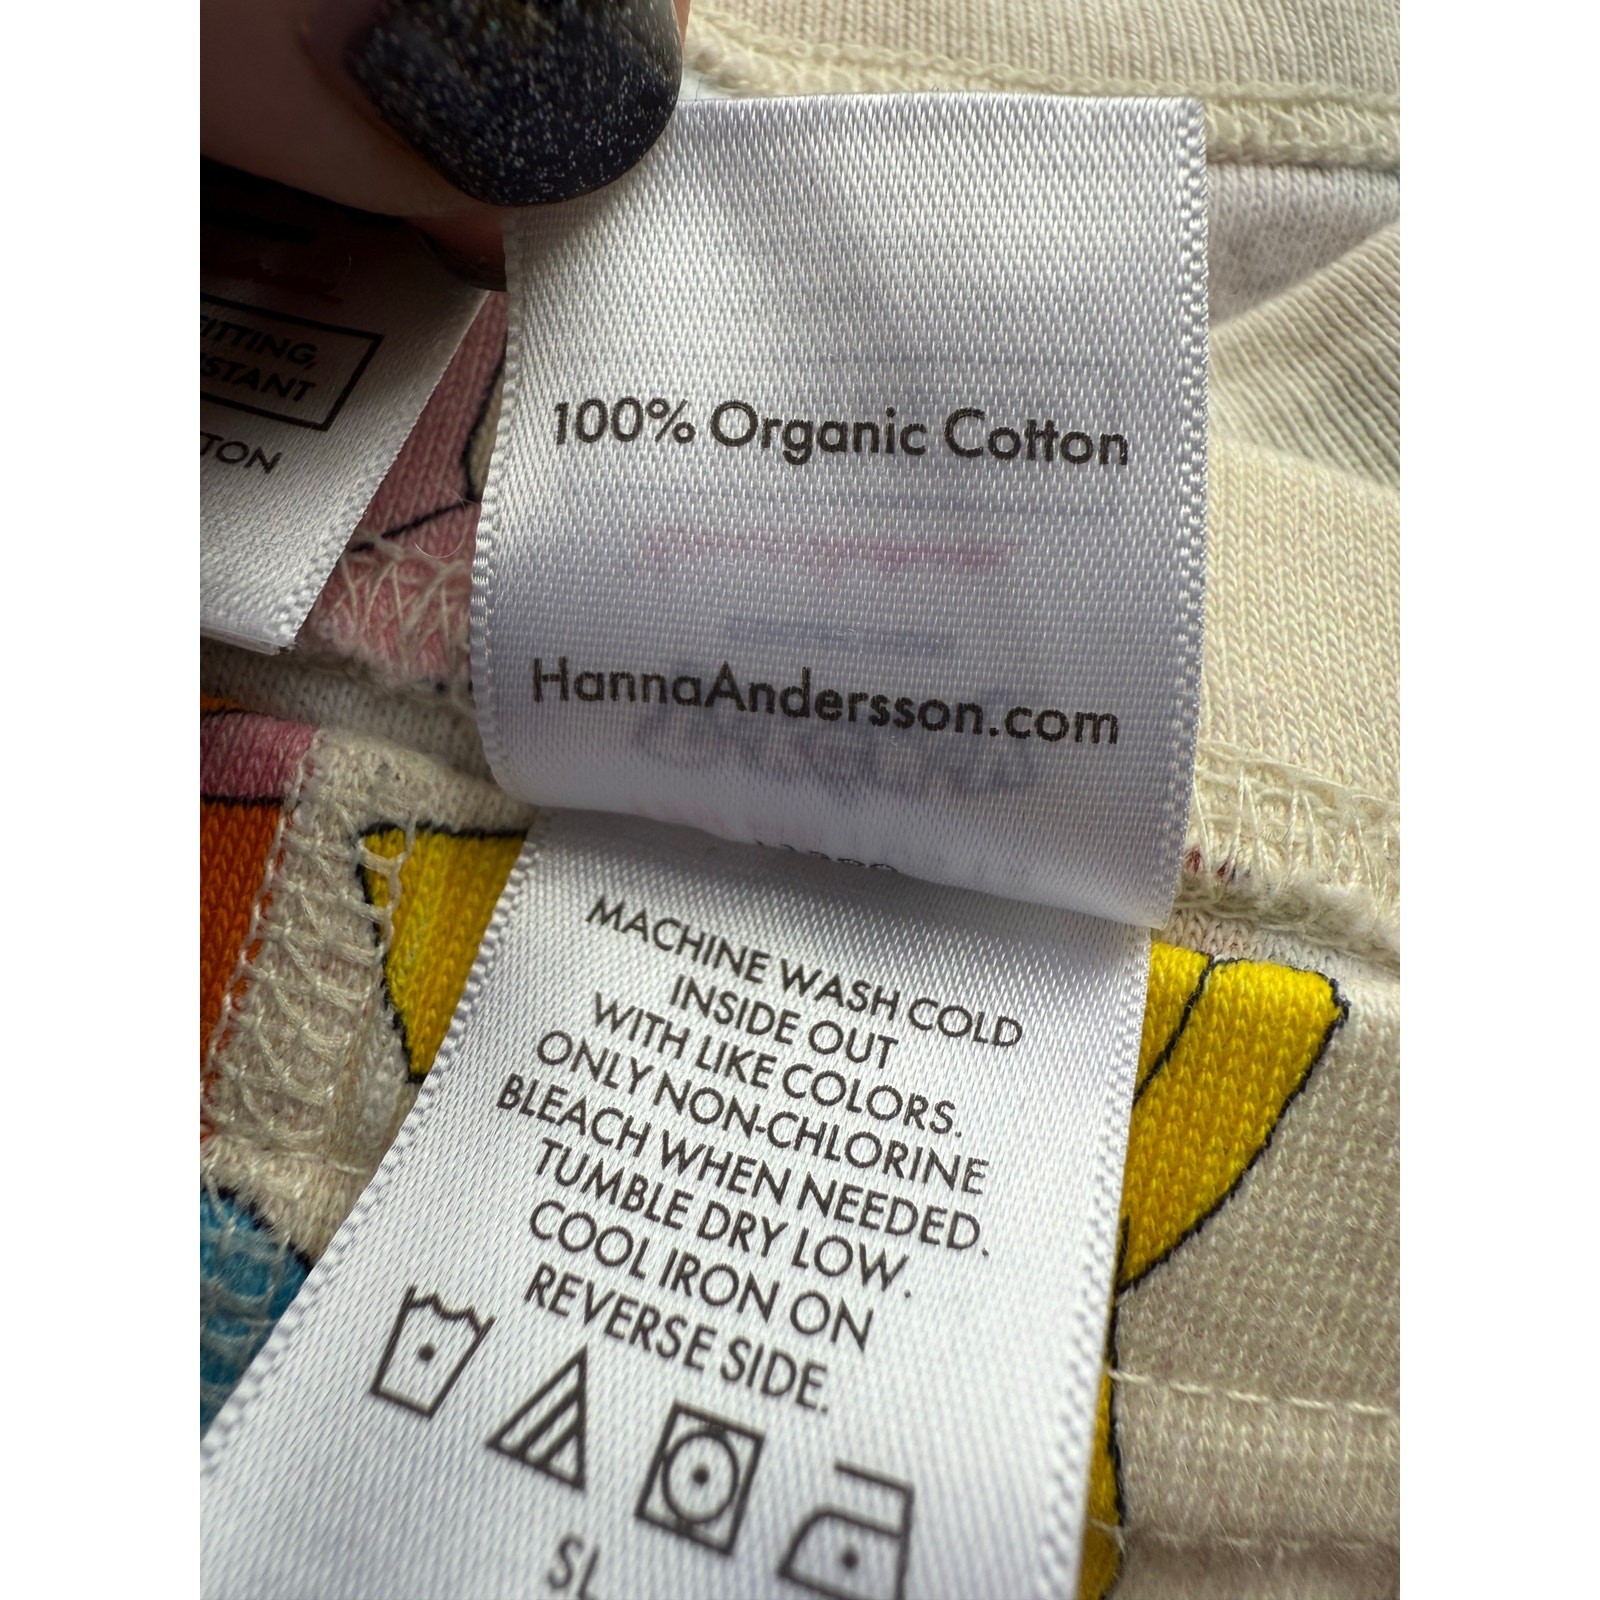 100% Organic Cotton
HannaAndersson.com
MACHINE WASH COLD
INSIDE OUT
WITH LIKE COLORS.
ONLY NON-CHLORINE
BLEACH WHEN NEEDED.
TUMBLE DRY LOW.
COOL IRON ON
REVERSE SIDE.
SL